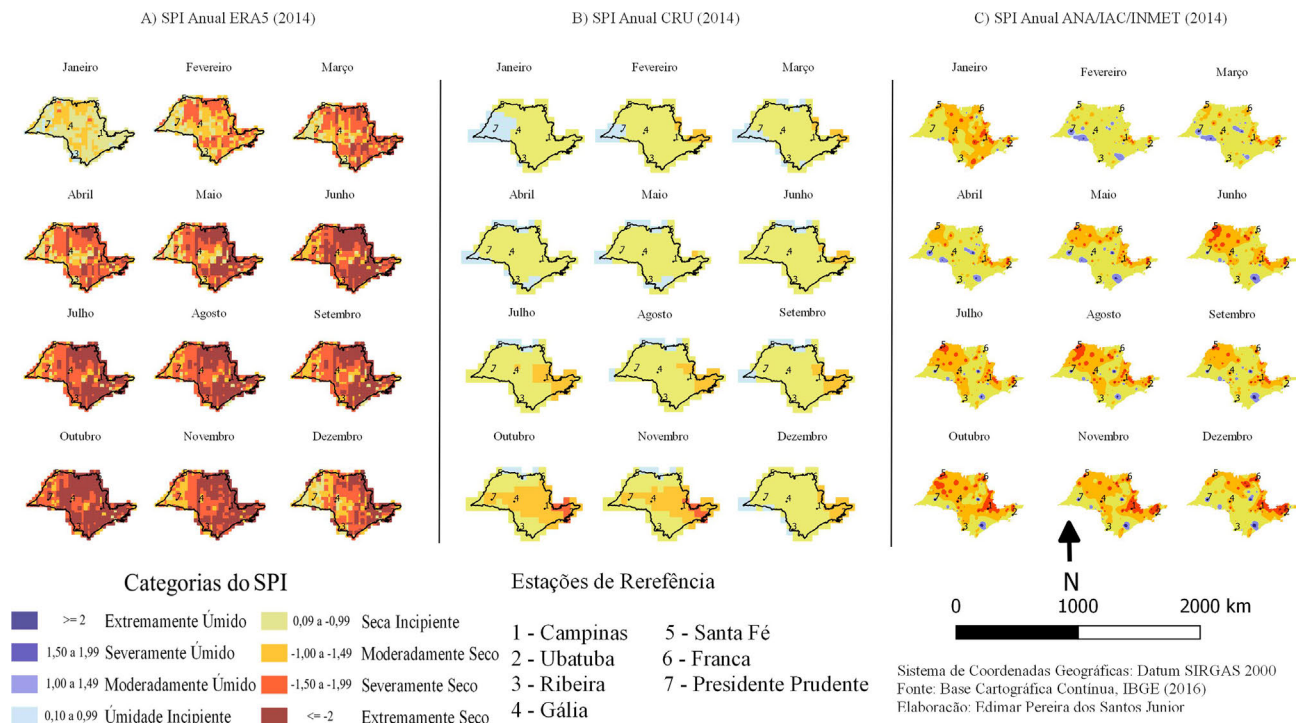 A) SPI Anual ERA5 (2014)
B) SPI Anual CRU (2014)
C) SPI Anual ANA/IAC/INMET (2014)
Janeiro Fevereiro Março
Janeiro Fevereiro Março
Janeiro Fevereiro Março
Abril Maio Junho
Abril Maio Junho
Abril Maio Junho
Julho Agosto Setembro
Julho Agosto Setembro
Julho Agosto Setembro
Outubro Novembro Dezembro
Outubro Novembro Dezembro
Outubro Novembro Dezembro
Categorias do SPI
>= 2 Extremamente Úmido
1,50 a 1,99 Severamente Úmido
1,00 a 1,49 Moderadamente Úmido
0,10 a 0,99 Úmidade Incipiente
0,09 a -0,99 Seca Incipiente
-1,00 a -1,49 Moderadamente Seco
-1,50 a -1,99 Severamente Seco
<= -2 Extremamente Seco
Estações de Rerefência
1 - Campinas
2 - Ubatuba
3 - Ribeira
4 - Gália
5 - Santa Fé
6 - Franca
7 - Presidente Prudente
N
0 1000 2000 km
Sistema de Coordenadas Geográficas: Datum SIRGAS 2000
Fonte: Base Cartográfica Contínua, IBGE (2016)
Elaboração: Edimar Pereira dos Santos Junior